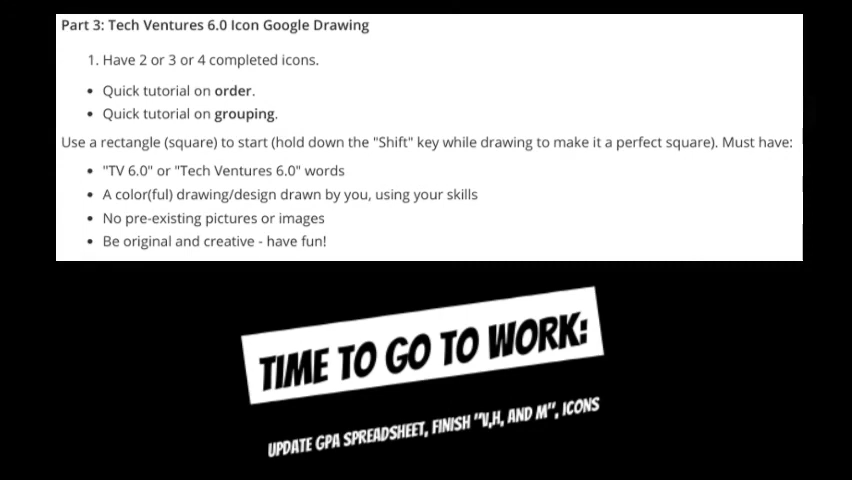 Part 3: Tech Ventures 6.0 Icon Google Drawing
1. Have 2 or 3 or 4 completed icons.
• Quick tutorial on order.
• Quick tutorial on grouping.
Use a rectangle (square) to start (hold down the "Shift" key while drawing to make it a perfect square). Must have:
• "TV 6.0" or "Tech Ventures 6.0" words
• A color(ful) drawing/design drawn by you, using your skills
• No pre-existing pictures or images
• Be original and creative - have fun!
TIME TO GO TO WORK:
UPDATE GPA SPREADSHEET, FINISH "V,H, AND M", ICONS